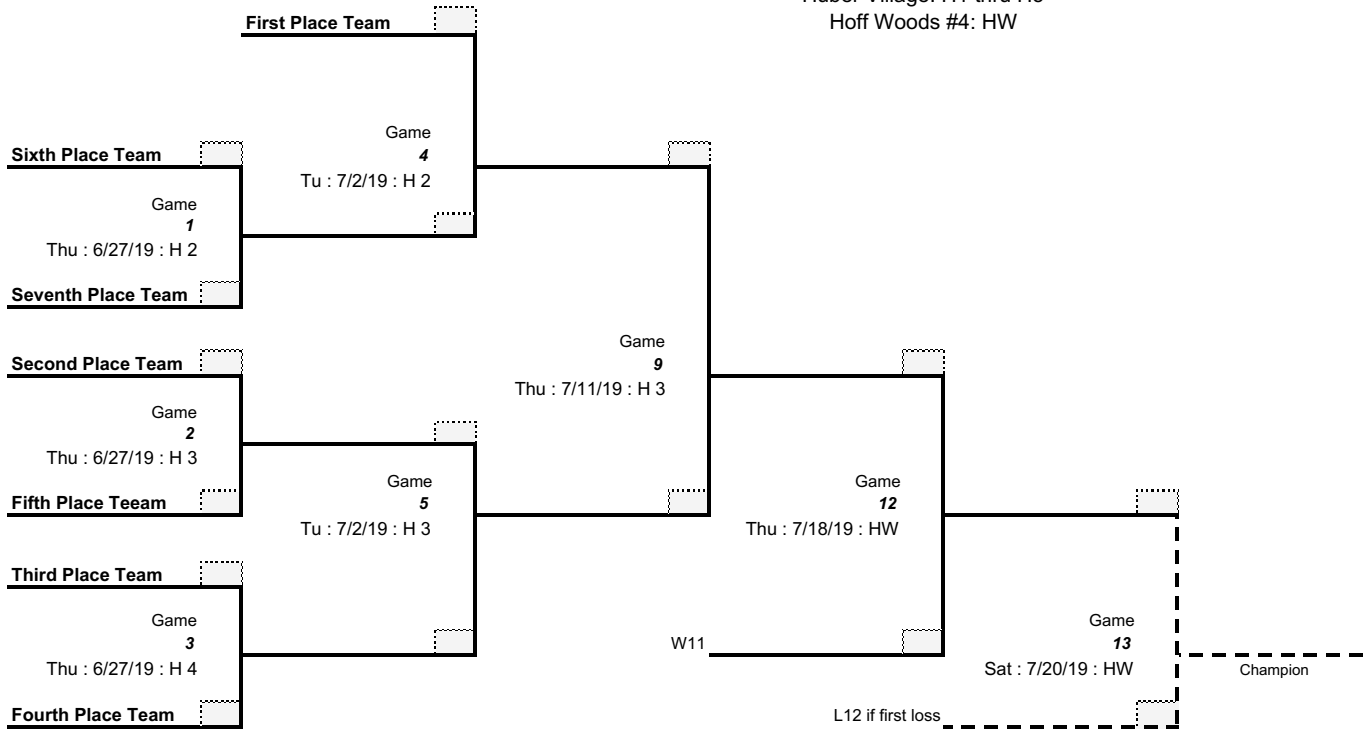 Hoff Woods #4: HW
First Place Team
Game
4
Tu : 7/2/19 : H 2
Sixth Place Team
Game
1
Thu : 6/27/19 : H 2
Seventh Place Team
Second Place Team
Game
9
Thu : 7/11/19 : H 3
Game
2
Thu : 6/27/19 : H 3
Fifth Place Teeam
Game
5
Tu : 7/2/19 : H 3
Game
12
Thu : 7/18/19 : HW
Third Place Team
Game
3
Thu : 6/27/19 : H 4
W11
Game
13
Sat : 7/20/19 : HW
Champion
Fourth Place Team
L12 if first loss